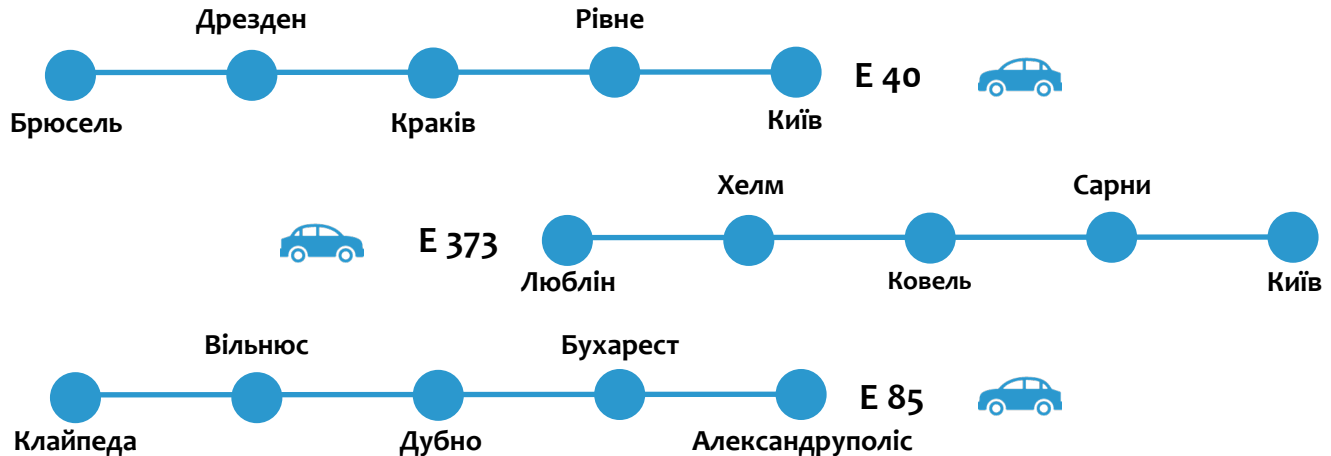 Дрезден Рівне
E 40
Брюсель Краків Київ
Хелм Сарни
E 373
Люблін Ковель Київ
Вільнюс Бухарест
E 85
Клайпеда Дубно Александруполіс